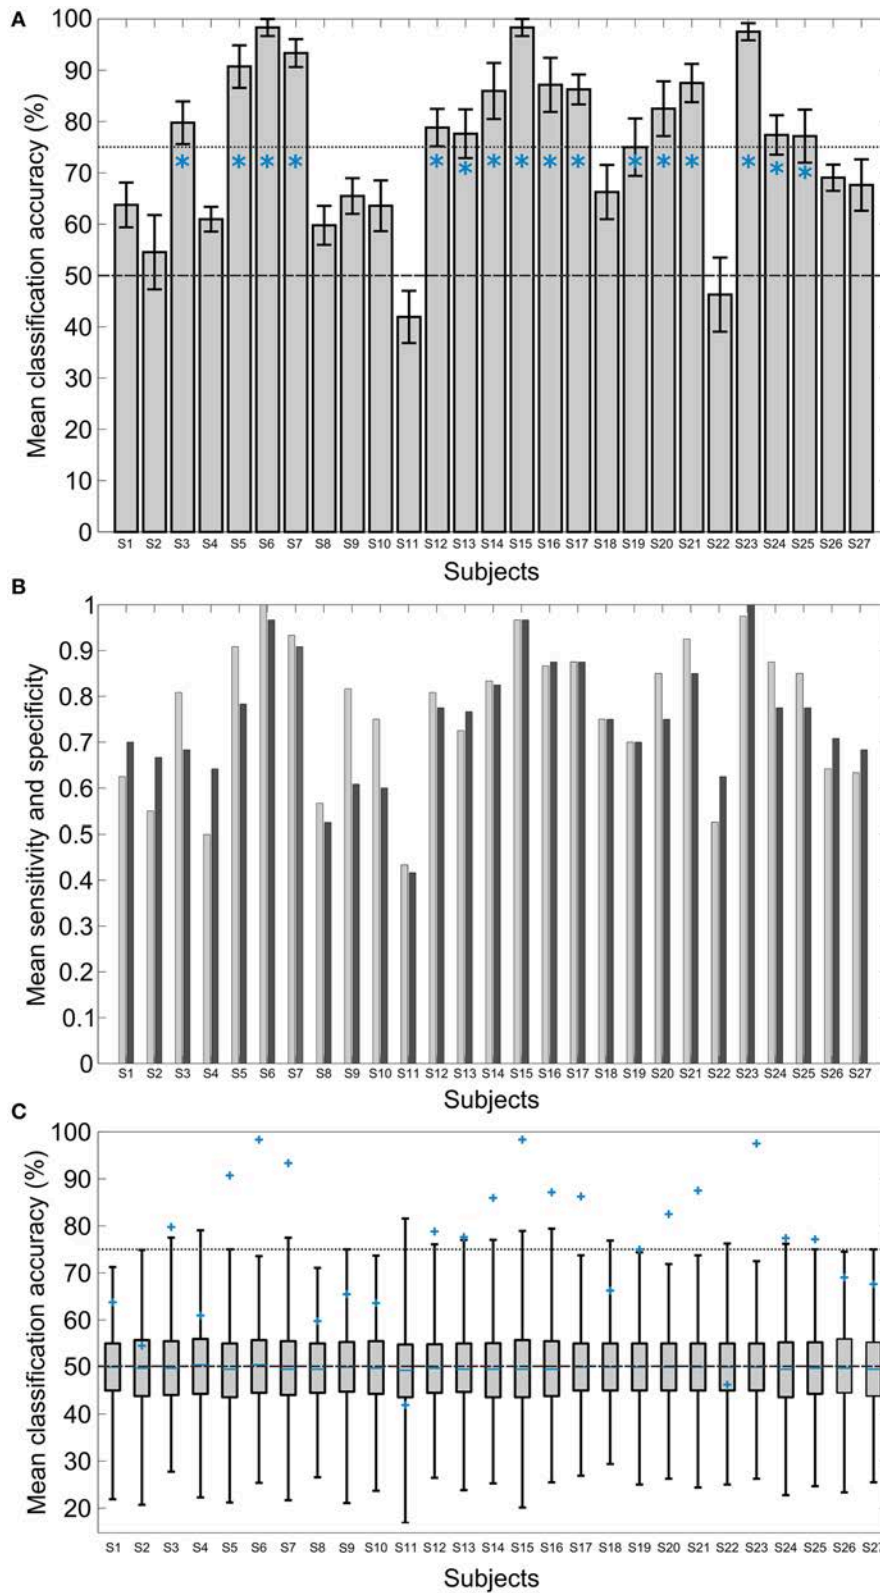 A
Mean classification accuracy (%)
100
90
80
70
60
50
40
30
20
10
0
S1 S2 S3 S4 S5 S6 S7 S8 S9 S10 S11 S12 S13 S14 S15 S16 S17 S18 S19 S20 S21 S22 S23 S24 S25 S26 S27
Subjects
B
Mean sensitivity and specificity
1
0.9
0.8
0.7
0.6
0.5
0.4
0.3
0.2
0.1
0
S1 S2 S3 S4 S5 S6 S7 S8 S9 S10 S11 S12 S13 S14 S15 S16 S17 S18 S19 S20 S21 S22 S23 S24 S25 S26 S27
Subjects
C
Mean classification accuracy (%)
100
90
80
70
60
50
40
30
20
S1 S2 S3 S4 S5 S6 S7 S8 S9 S10 S11 S12 S13 S14 S15 S16 S17 S18 S19 S20 S21 S22 S23 S24 S25 S26 S27
Subjects